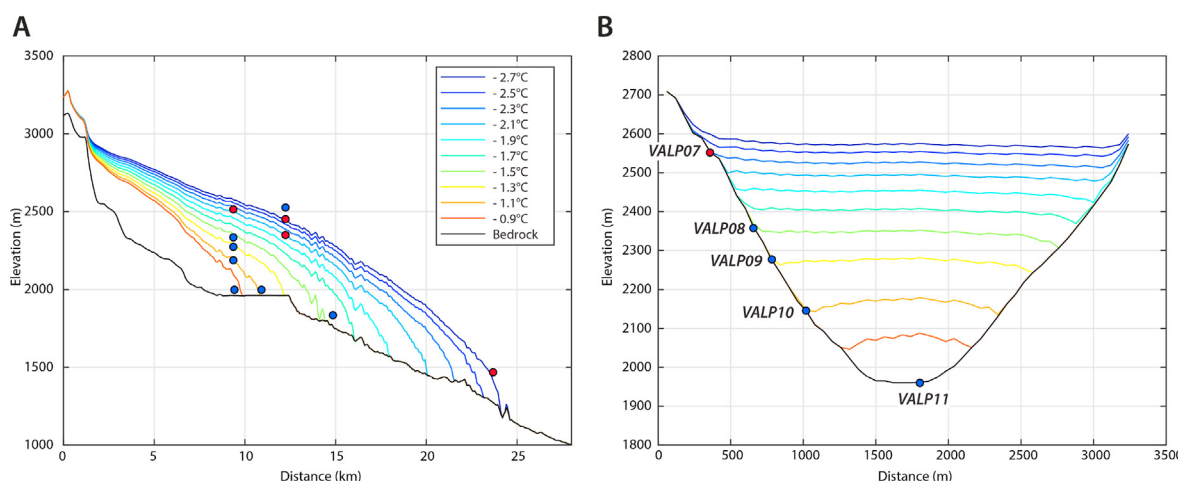 A
3500
3000
2500
2000
1500
1000
Elevation (m)
0
5
10
15
20
25
Distance (km)
- 2.7°C
- 2.5°C
- 2.3°C
- 2.1°C
- 1.9°C
- 1.7°C
- 1.5°C
- 1.3°C
- 1.1°C
- 0.9°C
Bedrock
B
2800
2700
2600
2500
2400
2300
2200
2100
2000
1900
1800
Elevation (m)
VALP07
VALP08
VALP09
VALP10
VALP11
0
500
1000
1500
2000
2500
3000
3500
Distance (m)